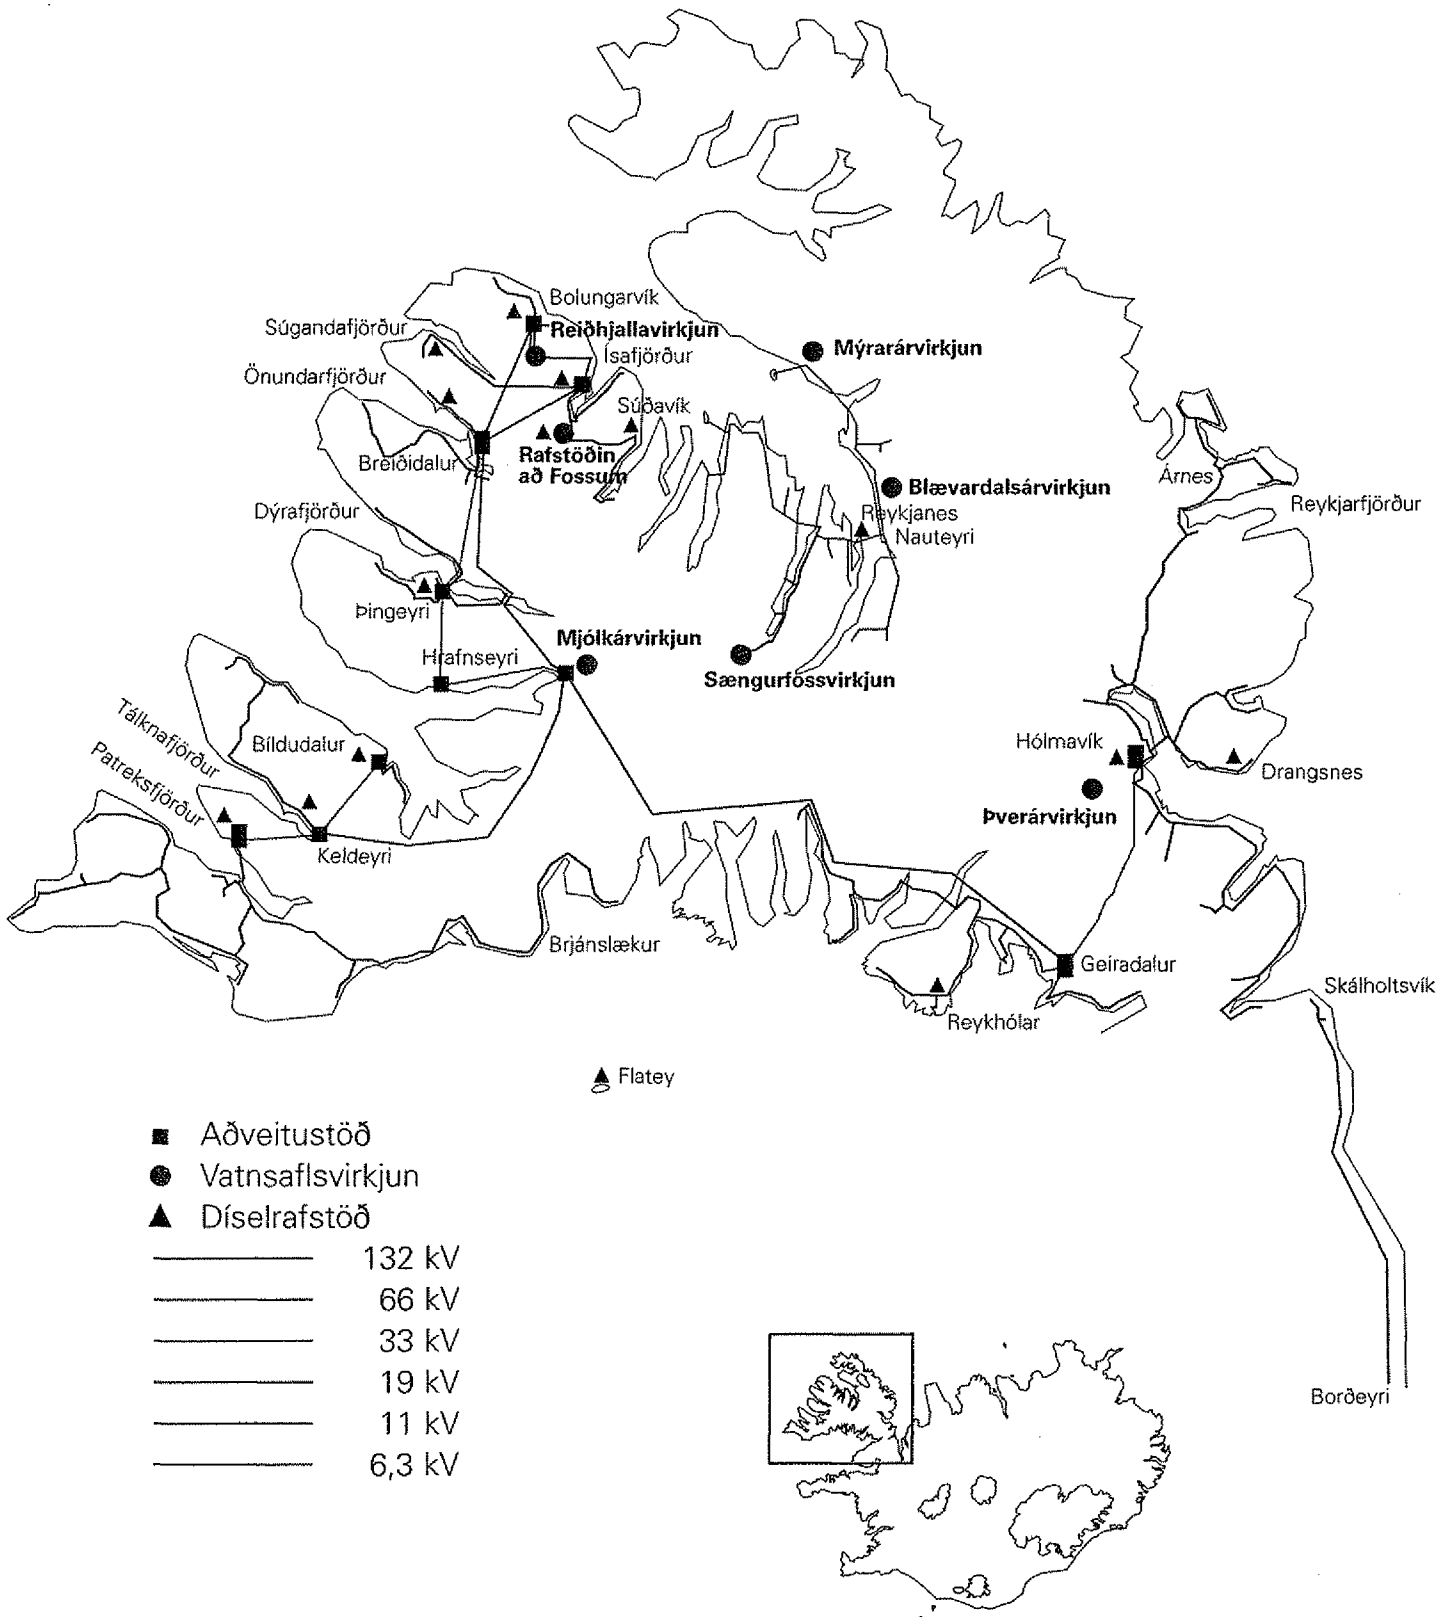 Bolungarvík
Súgandafjörður
Reiðhjallavirkjun
Ísafjörður
Mýrarárvirkjun
Önundarfjörður
Súðavík
Breiðidalur
Rafstöðin
að Fossum
Árnes
Blævardalsárvirkjun
Reykjarfjörður
Dýrafjörður
Reykjanes
Nauteyri
Þingeyri
Mjólkárvirkjun
Hrafnseyri
Sængurfossvirkjun
Tálknafjörður
Bíldudalur
Hólmavík
Patreksfjörður
Drangsnes
Þverárvirkjun
Keldeyri
Brjánslækur
Geiradalur
Skálholtsvík
Reykhólar
Flatey
Aðveitustöð
Vatnsaflsvirkjun
Díselrafstöð
132 kV
66 kV
33 kV
19 kV
11 kV
6,3 kV
Borðeyri